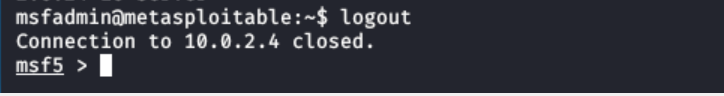 msfadmin@metasploitable:~$ logout
Connection to 10.0.2.4 closed.
msf5 >